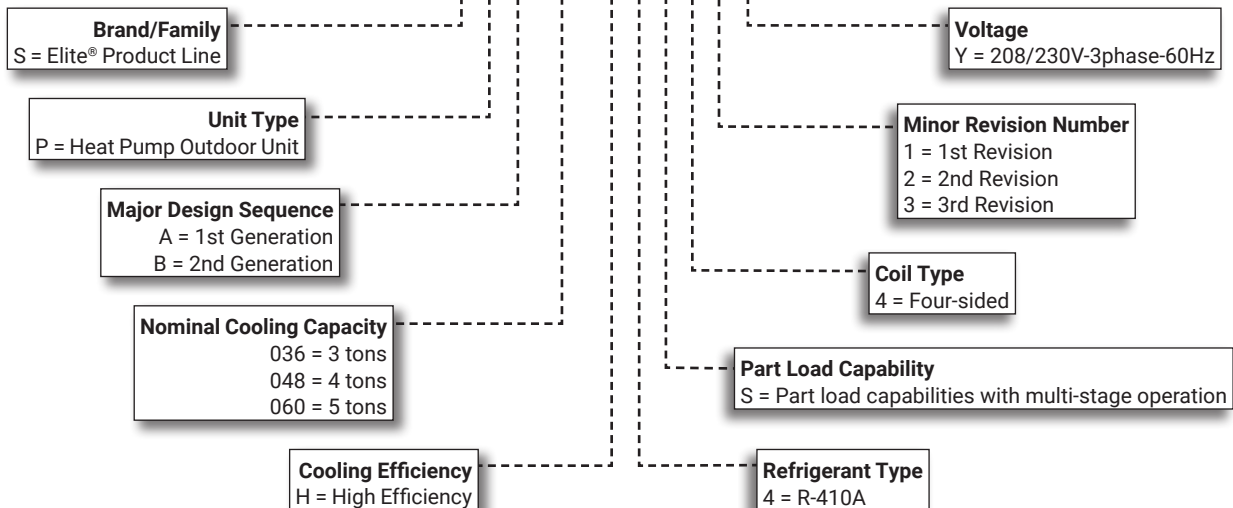 Brand/Family
S = Elite® Product Line
Unit Type
P = Heat Pump Outdoor Unit
Major Design Sequence
A = 1st Generation
B = 2nd Generation
Nominal Cooling Capacity
036 = 3 tons
048 = 4 tons
060 = 5 tons
Cooling Efficiency
H = High Efficiency
Voltage
Y = 208/230V-3phase-60Hz
Minor Revision Number
1 = 1st Revision
2 = 2nd Revision
3 = 3rd Revision
Coil Type
4 = Four-sided
Part Load Capability
S = Part load capabilities with multi-stage operation
Refrigerant Type
4 = R-410A